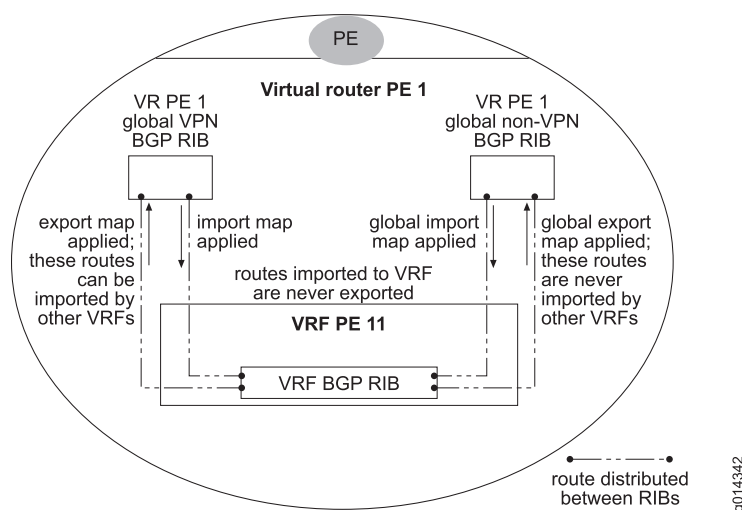 PE
Virtual router PE 1
VR PE 1
global VPN
BGP RIB
VR PE 1
global non-VPN
BGP RIB
export map
applied;
these routes
can be
imported by
other VRFs
import map
applied
global import
map applied
global export
map applied;
these routes
are never
imported by
other VRFs
routes imported to VRF
are never exported
VRF PE 11
VRF BGP RIB
route distributed
between RIBs
g014342